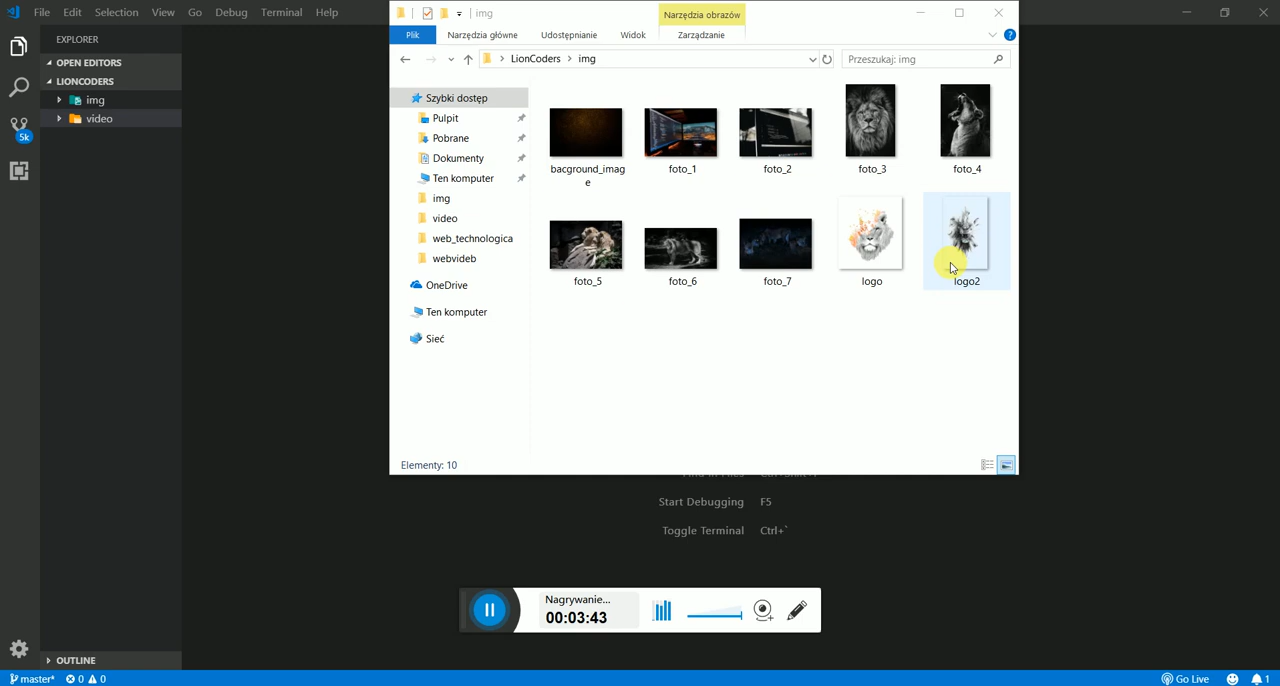 File Edit Selection View Go Debug Terminal Help
img
Narzędzia obrazów
Plik Narzędzia główne Udostępnianie Widok Zarządzanie
LionCoders > img
Przeszukaj: img
EXPLORER
OPEN EDITORS
LIONCODERS
img
video
5k
OUTLINE
Szybki dostęp
Pulpit
Pobrane
Dokumenty
Ten komputer
img
video
web_technologica
webvideb
OneDrive
Ten komputer
Sieć
bacground_imag
e
foto_1
foto_2
foto_3
foto_4
foto_5
foto_6
foto_7
logo
logo2
Elementy: 10
Start Debugging F5
Toggle Terminal Ctrl+`
Nagrywanie...
00:03:43
master* 0 0
Go Live 1